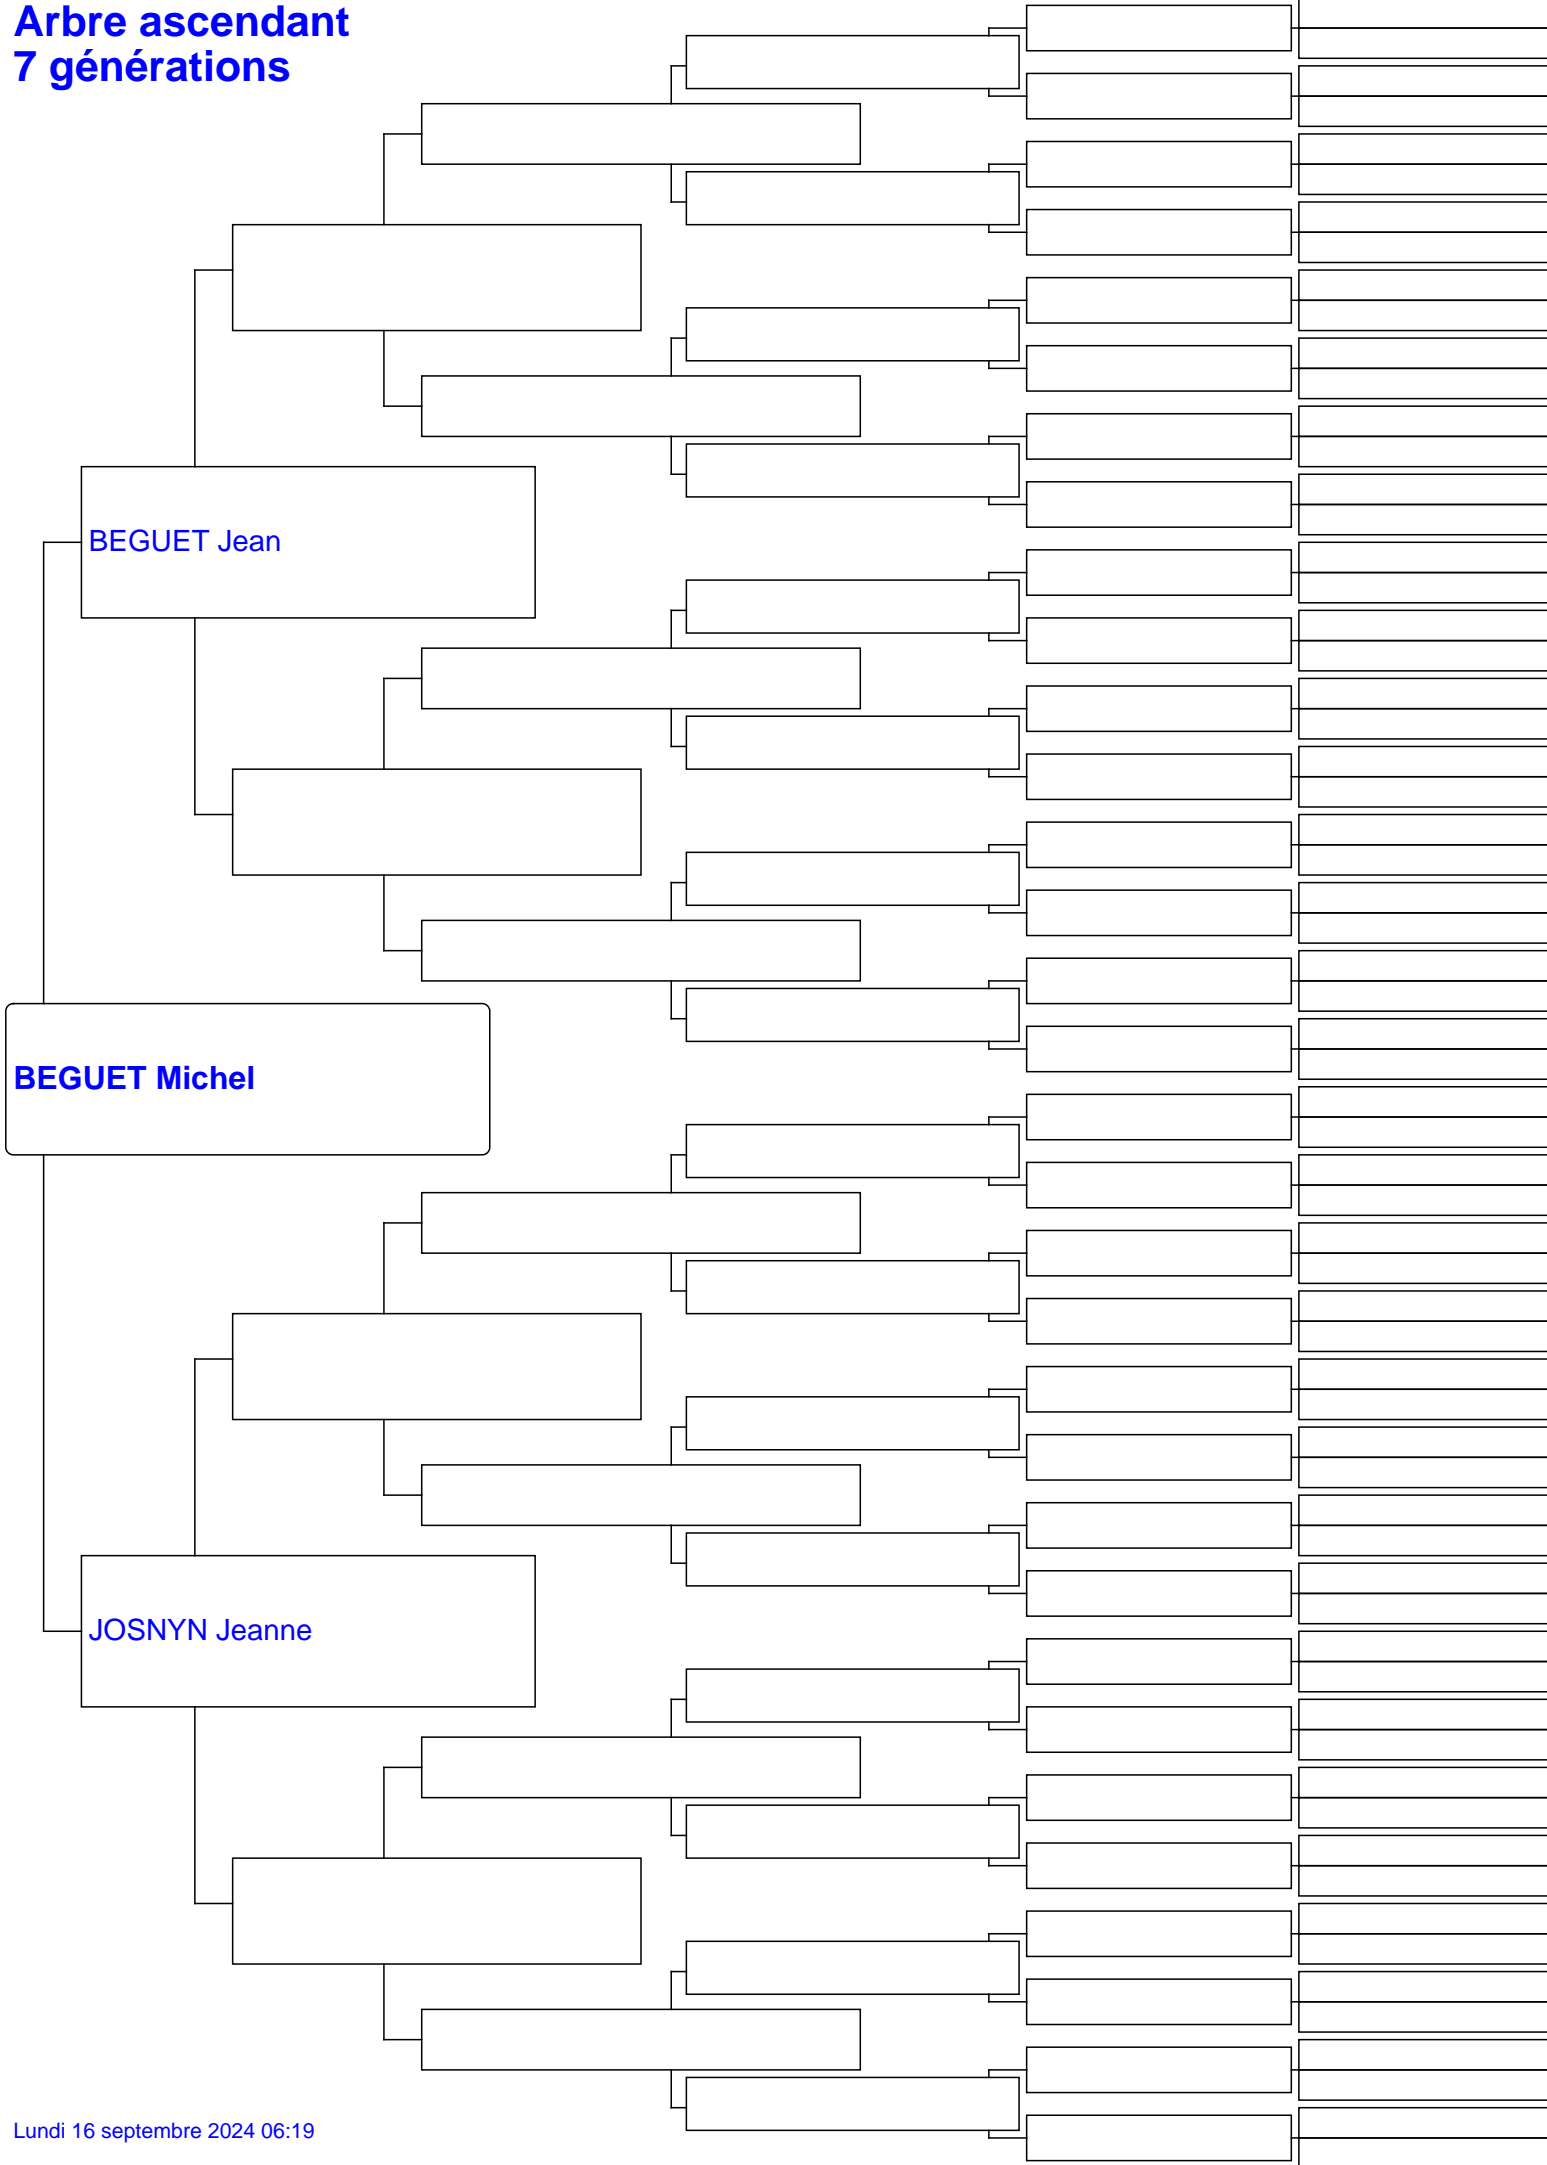 Arbre ascendant
7 générations
BEGUET Jean
BEGUET Michel
JOSNYN Jeanne
Lundi 16 septembre 2024 06:19